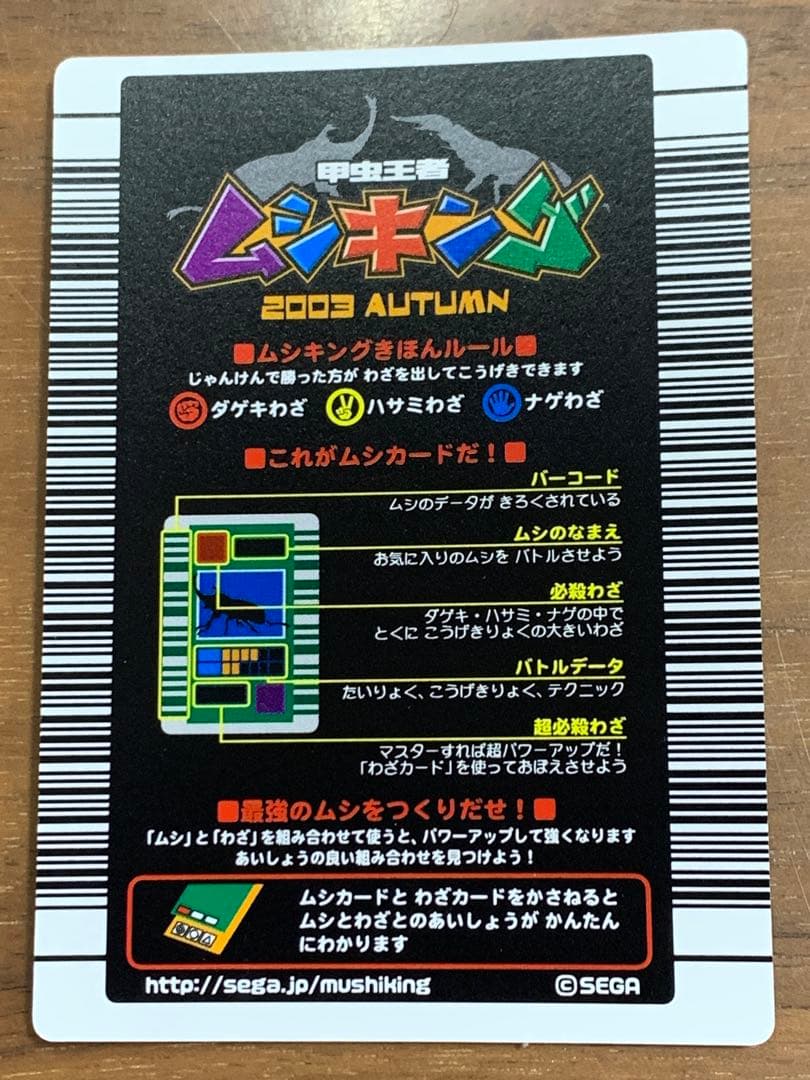 甲虫王者
ムシキング
2003 AUTUMN
■ムシキングきほんルール■
じゃんけんで勝った方が わざを出してこうげきできます
ダゲキわざ ハサミわざ ナゲわざ
■これがムシカードだ！■
バーコード
ムシのデータが きろくされている
ムシのなまえ
お気に入りのムシを バトルさせよう
必殺わざ
ダゲキ・ハサミ・ナゲの中で
とくに こうげきりょくの大きいわざ
バトルデータ
たいりょく、こうげきりょく、テクニック
超必殺わざ
マスターすれば超パワーアップだ！
「わざカード」を使っておぼえさせよう
■最強のムシをつくりだせ！■
「ムシ」と「わざ」を組み合わせて使うと、パワーアップして強くなります
あいしょうの良い組み合わせを見つけよう！
ムシカードと わざカードをかさねると
ムシとわざとのあいしょうが かんたん
にわかります
http://sega.jp/mushiking ©SEGA